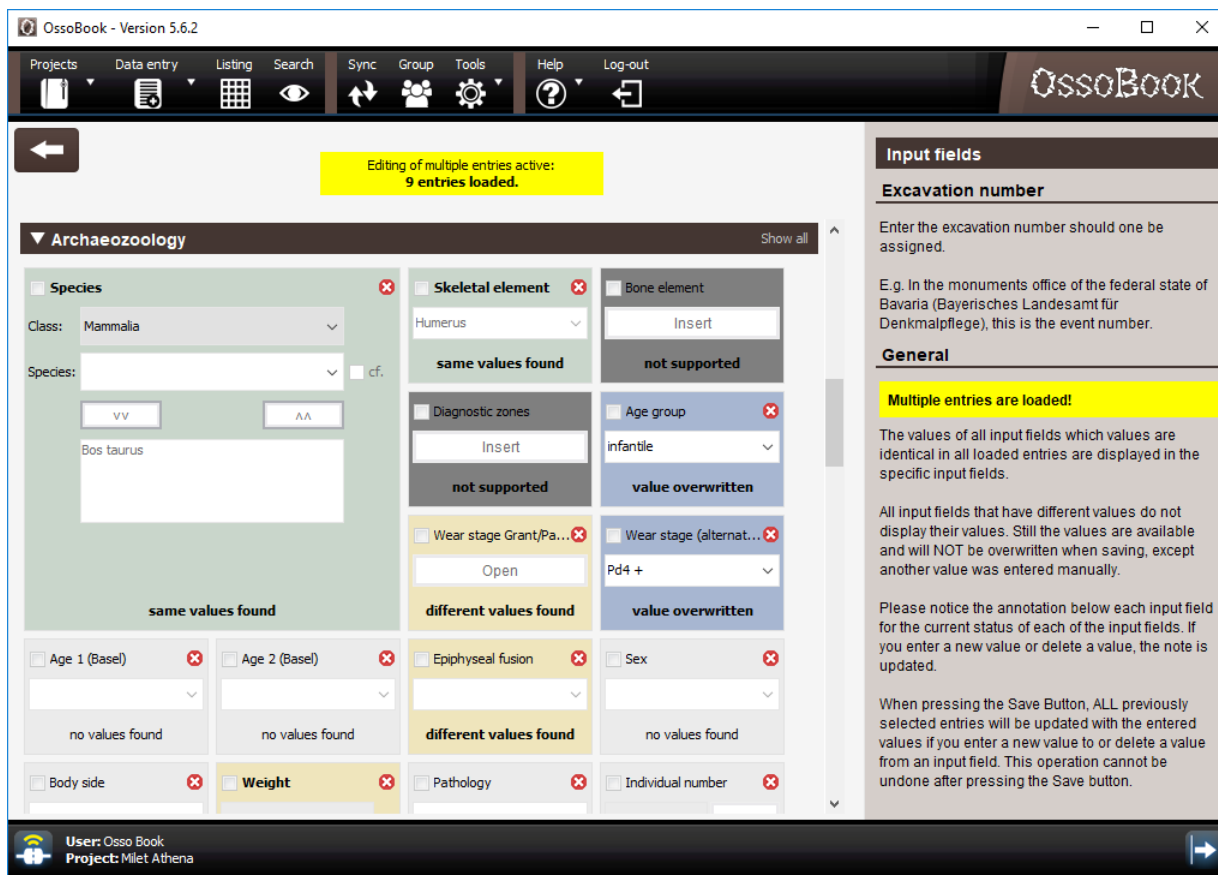 OssoBook - Version 5.6.2
Projects
Data entry
Listing
Search
Sync
Group
Tools
Help
Log-out
OssoBook
Editing of multiple entries active:
9 entries loaded.
Archaeozoology
Show all
Species
Class:
Mammalia
Species:
cf.
vv
^^
Bos taurus
same values found
Skeletal element
Humerus
same values found
Bone element
Insert
not supported
Diagnostic zones
Insert
not supported
Age group
infantile
value overwritten
Wear stage Grant/Pa...
Open
different values found
Wear stage (alternat...
Pd4 +
value overwritten
Age 1 (Basel)
no values found
Age 2 (Basel)
no values found
Epiphyseal fusion
different values found
Sex
no values found
Body side
Weight
Pathology
Individual number
Input fields
Excavation number
Enter the excavation number should one be
assigned.
E.g. In the monuments office of the federal state of
Bavaria (Bayerisches Landesamt für
Denkmalpflege), this is the event number.
General
Multiple entries are loaded!
The values of all input fields which values are
identical in all loaded entries are displayed in the
specific input fields.
All input fields that have different values do not
display their values. Still the values are available
and will NOT be overwritten when saving, except
another value was entered manually.
Please notice the annotation below each input field
for the current status of each of the input fields. If
you enter a new value or delete a value, the note is
updated.
When pressing the Save Button, ALL previously
selected entries will be updated with the entered
values if you enter a new value to or delete a value
from an input field. This operation cannot be
undone after pressing the Save button.
User: Osso Book
Project: Milet Athena